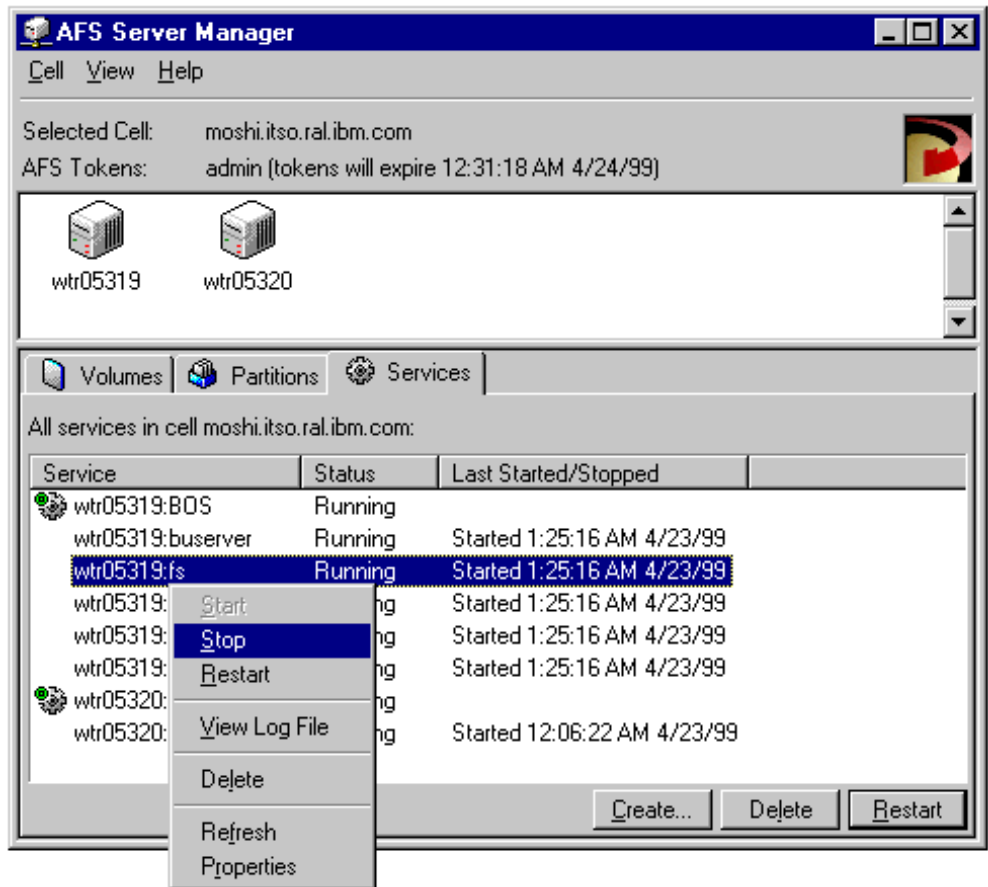 AFS Server Manager
Cell View Help
Selected Cell: moshi.itso.ral.ibm.com
AFS Tokens: admin (tokens will expire 12:31:18 AM 4/24/99)
wtr05319 wtr05320
Volumes Partitions Services
All services in cell moshi.itso.ral.ibm.com:
Service Status Last Started/Stopped
wtr05319:BOS Running
wtr05319:buserver Running Started 1:25:16 AM 4/23/99
wtr05319:fs Running Started 1:25:16 AM 4/23/99
wtr05319: Start ng Started 1:25:16 AM 4/23/99
wtr05319: Stop ng Started 1:25:16 AM 4/23/99
wtr05319: Restart ng Started 1:25:16 AM 4/23/99
wtr05320: ng
wtr05320: View Log File ng Started 12:06:22 AM 4/23/99
Delete
Create... Delete Restart
Refresh
Properties